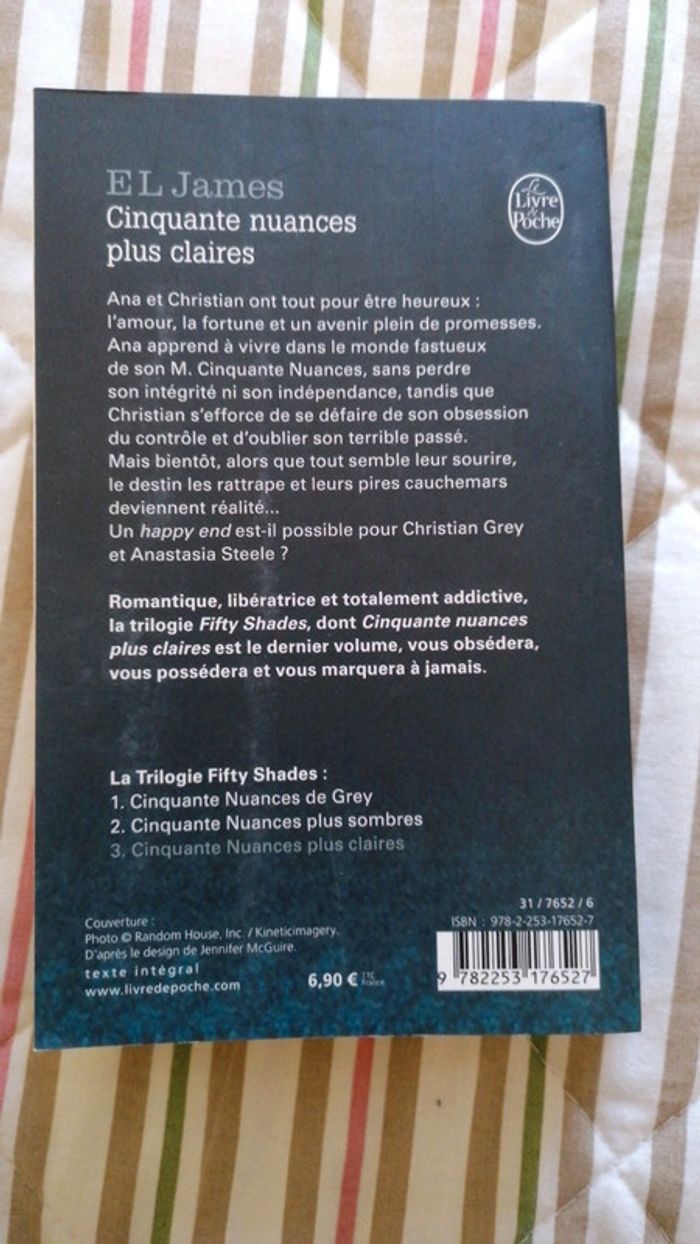 E L James
Cinquante nuances
plus claires
Le
Livre
de
Poche
Ana et Christian ont tout pour être heureux :
l'amour, la fortune et un avenir plein de promesses.
Ana apprend à vivre dans le monde fastueux
de son M. Cinquante Nuances, sans perdre
son intégrité ni son indépendance, tandis que
Christian s'efforce de se défaire de son obsession
du contrôle et d'oublier son terrible passé.
Mais bientôt, alors que tout semble leur sourire,
le destin les rattrape et leurs pires cauchemars
deviennent réalité...
Un happy end est-il possible pour Christian Grey
et Anastasia Steele ?
Romantique, libératrice et totalement addictive,
la trilogie Fifty Shades, dont Cinquante nuances
plus claires est le dernier volume, vous obsédera,
vous possédera et vous marquera à jamais.
La Trilogie Fifty Shades :
1. Cinquante Nuances de Grey
2. Cinquante Nuances plus sombres
3. Cinquante Nuances plus claires
Couverture :
Photo © Random House, Inc. / Kineticimagery.
D'après le design de Jennifer McGuire.
texte intégral
www.livredepoche.com
6,90 € TTC
France
31 / 7652 / 6
ISBN : 978-2-253-17652-7
9 782253 176527